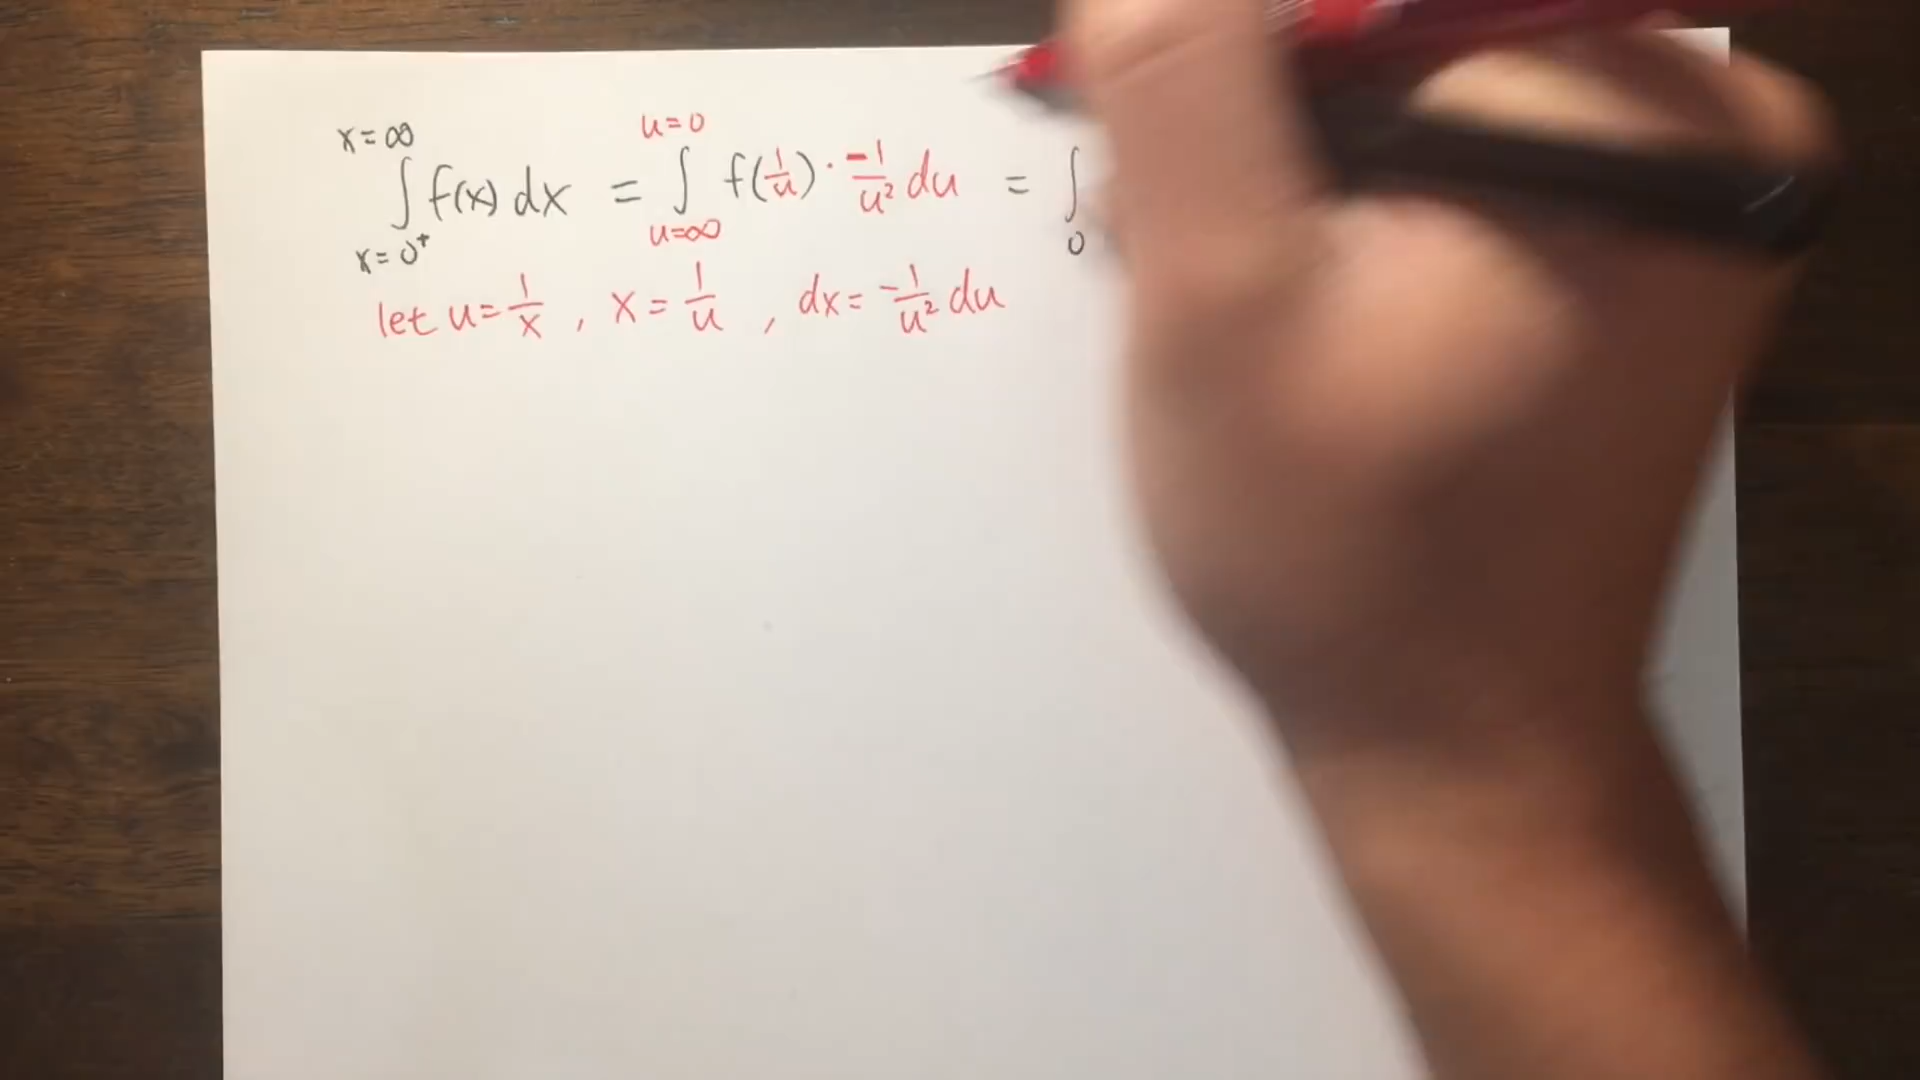 x=∞ u=0
∫ f(x) dx = ∫ f(1/u) · -1/u² du = ∫
x=0⁺ u=∞ 0
let u=1/x , x=1/u , dx=-1/u² du